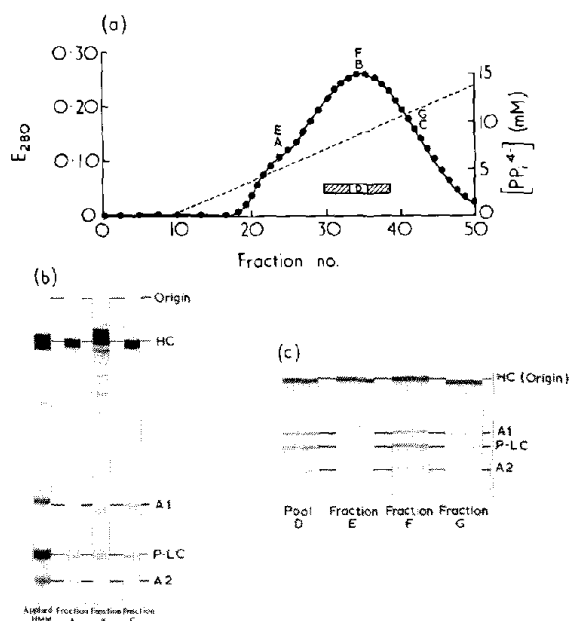 (a)
0·30
0·20
0·10
0
E280
F
B
E
A
G
C
D
15
10
5
0
[PPi4-] (mM)
0 10 20 30 40 50
Fraction no.
(b)
Origin
HC
A1
P-LC
A2
Applied HMM
Fraction A
Fraction
Fraction C
(c)
HC (Origin)
A1
P-LC
A2
Pool D
Fraction E
Fraction F
Fraction G